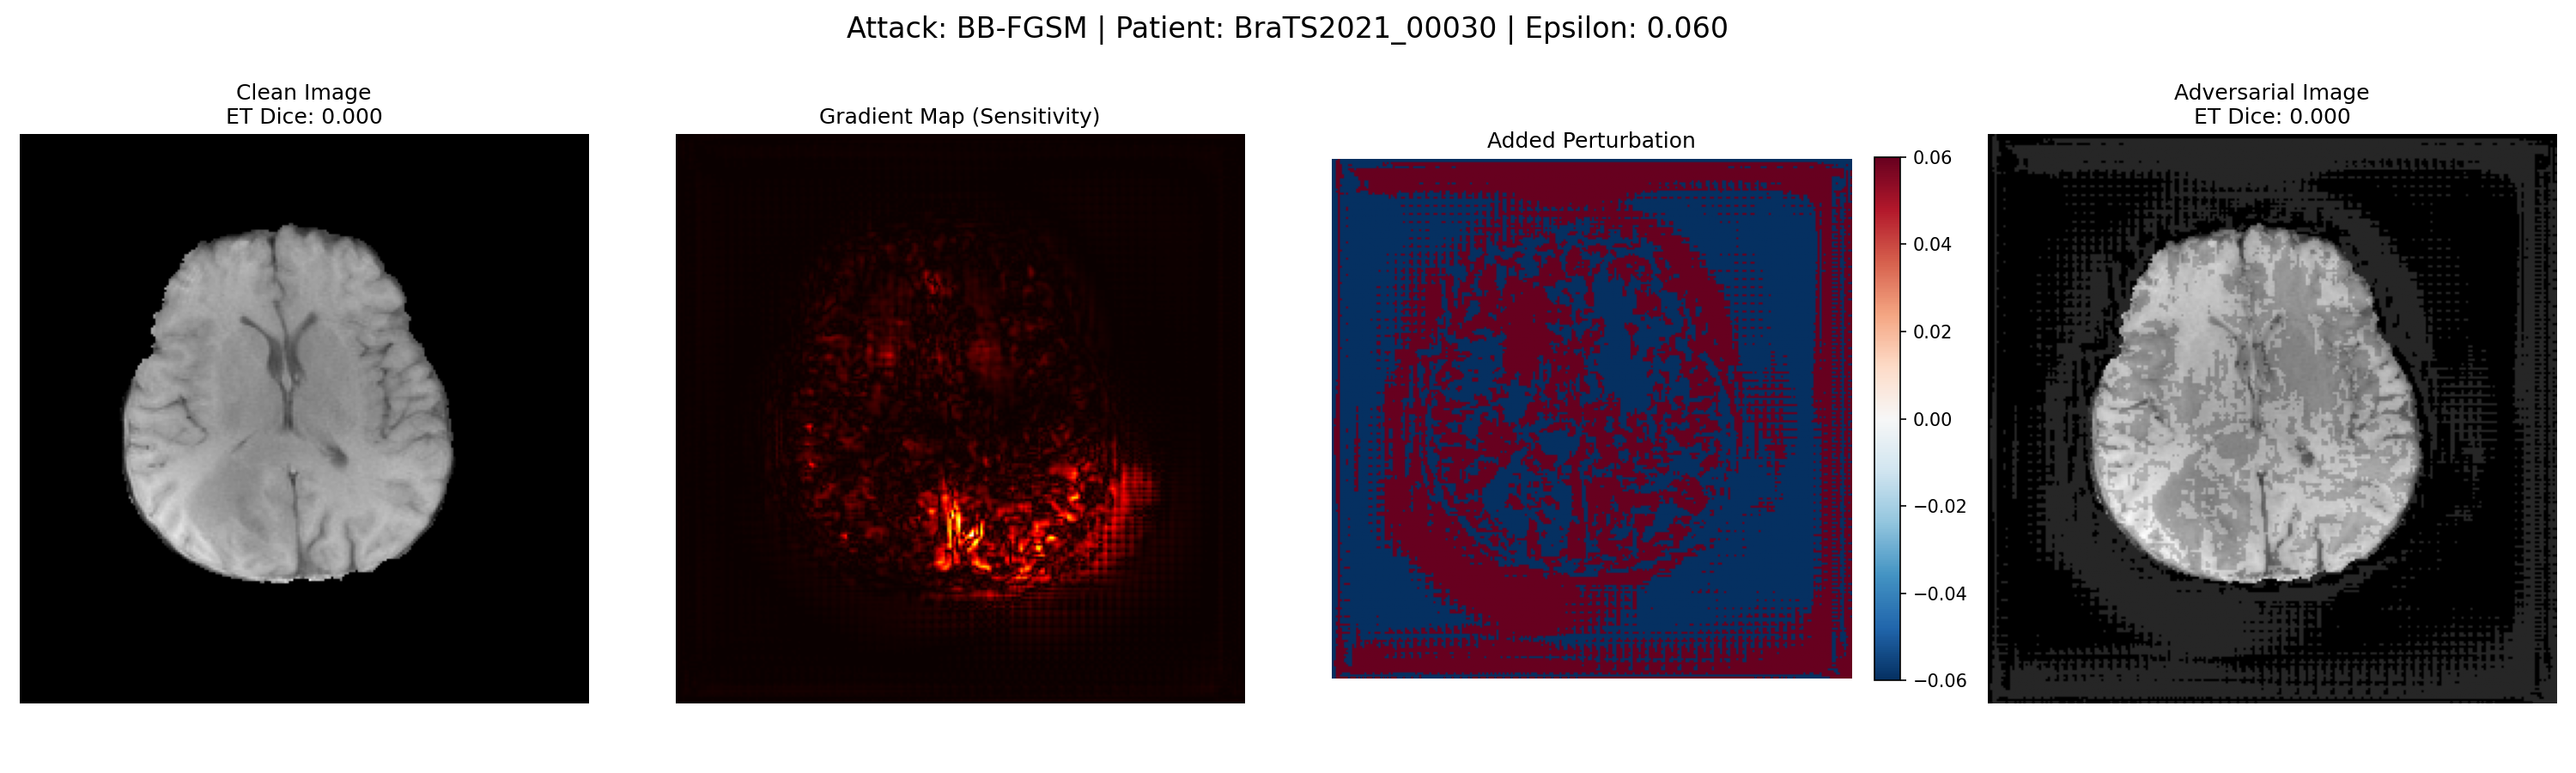 Attack: BB-FGSM | Patient: BraTS2021_00030 | Epsilon: 0.060
Clean Image
ET Dice: 0.000
Gradient Map (Sensitivity)
Added Perturbation
0.06
0.04
0.02
0.00
−0.02
−0.04
−0.06
Adversarial Image
ET Dice: 0.000